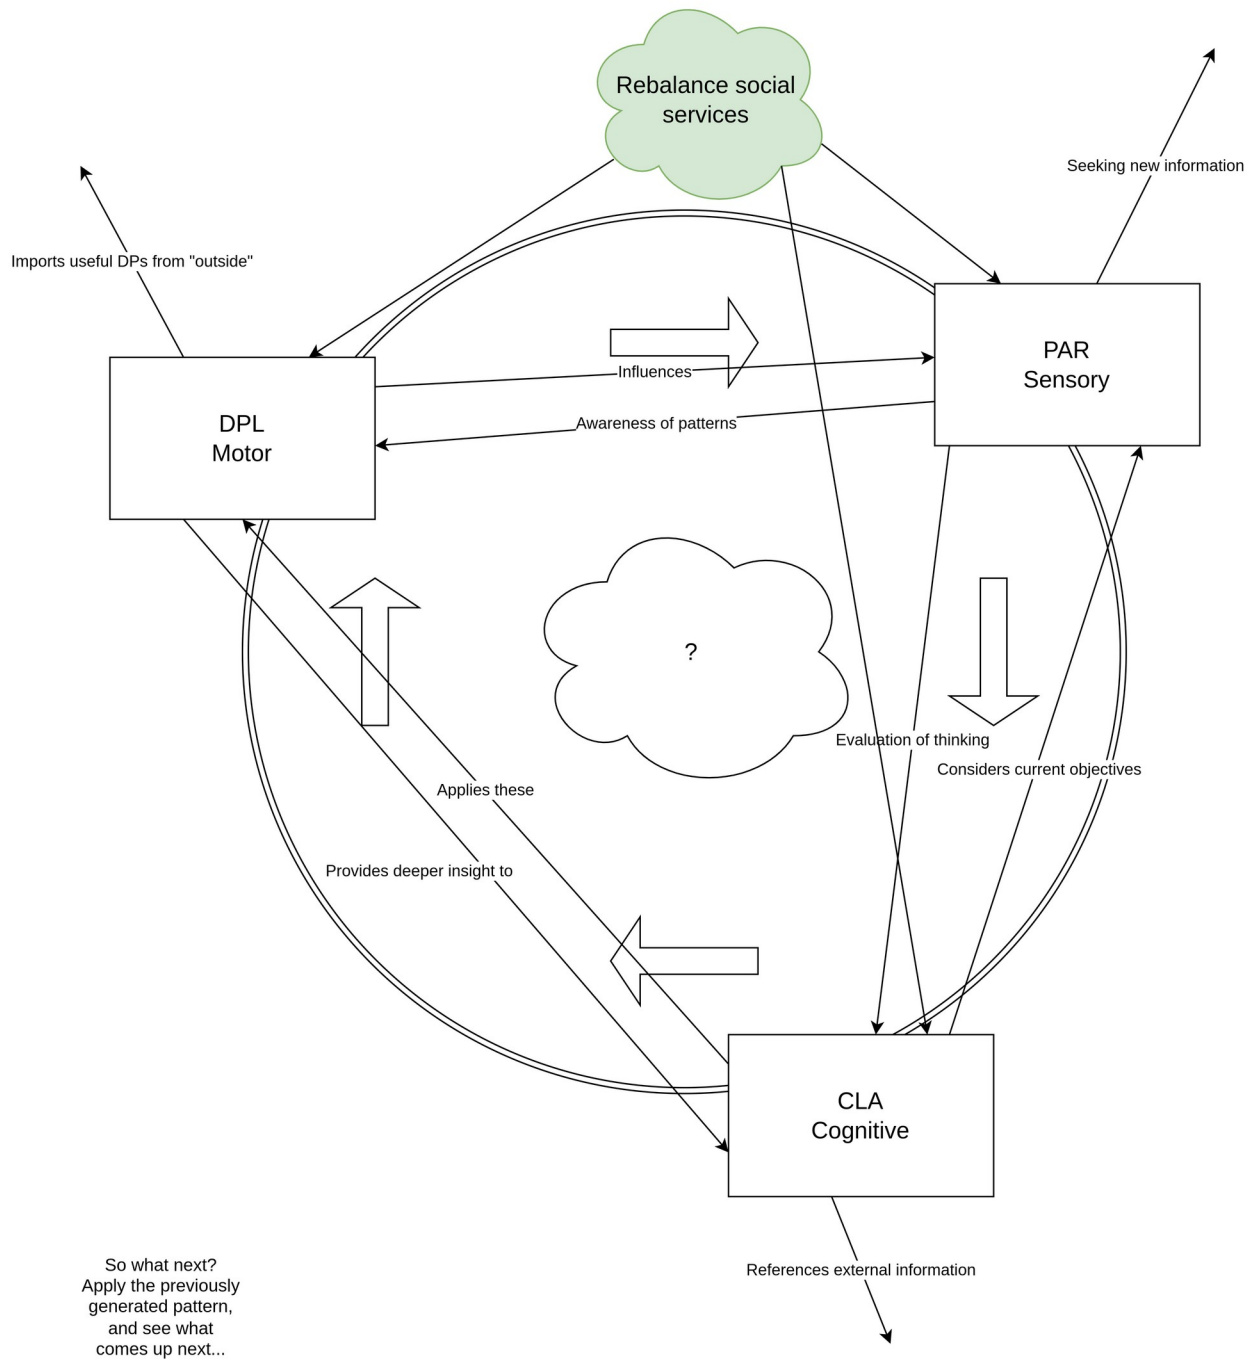 Rebalance social
services
Seeking new information
Imports useful DPs from "outside"
PAR
Sensory
Influences
DPL
Motor
Awareness of patterns
?
Evaluation of thinking
Considers current objectives
Applies these
Provides deeper insight to
CLA
Cognitive
References external information
So what next?
Apply the previously
generated pattern,
and see what
comes up next...